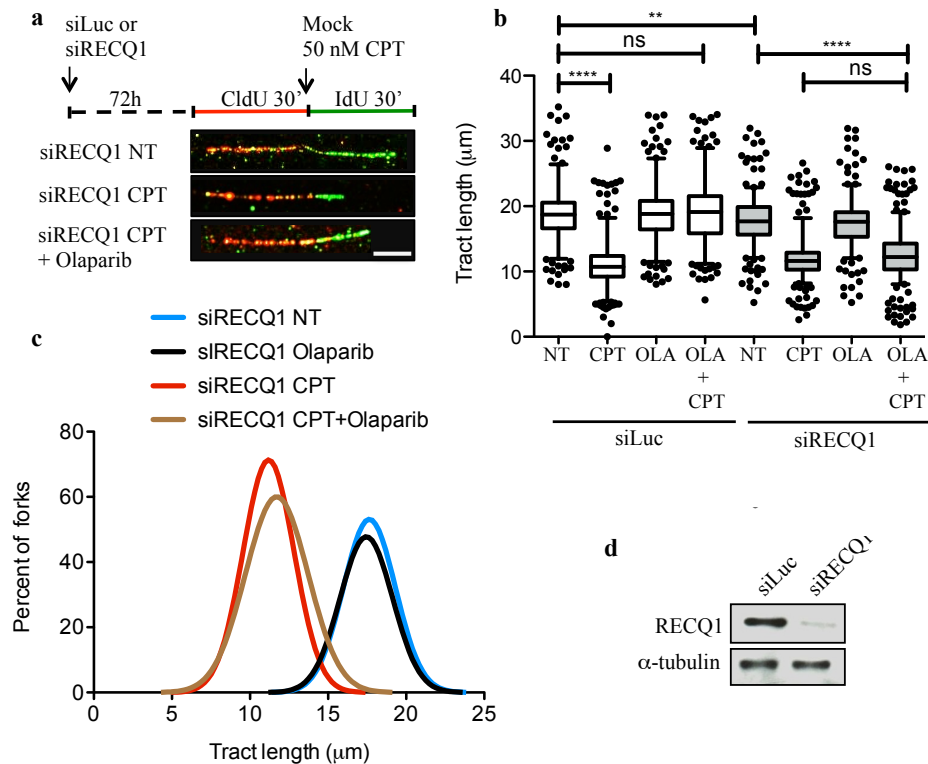 a
siLuc or
siRECQ1
Mock
50 nM CPT
72h
CldU 30'
IdU 30'
siRECQ1 NT
siRECQ1 CPT
siRECQ1 CPT
+ Olaparib
b
**
ns
****
****
ns
Tract length (μm)
40
30
20
10
0
NT
CPT
OLA
OLA
+
CPT
NT
CPT
OLA
OLA
+
CPT
siLuc
siRECQ1
c
siRECQ1 NT
sIRECQ1 Olaparib
siRECQ1 CPT
siRECQ1 CPT+Olaparib
Percent of forks
80
60
40
20
0
0
5
10
15
20
25
Tract length (μm)
d
siLuc
siRECQ1
RECQ1
α-tubulin